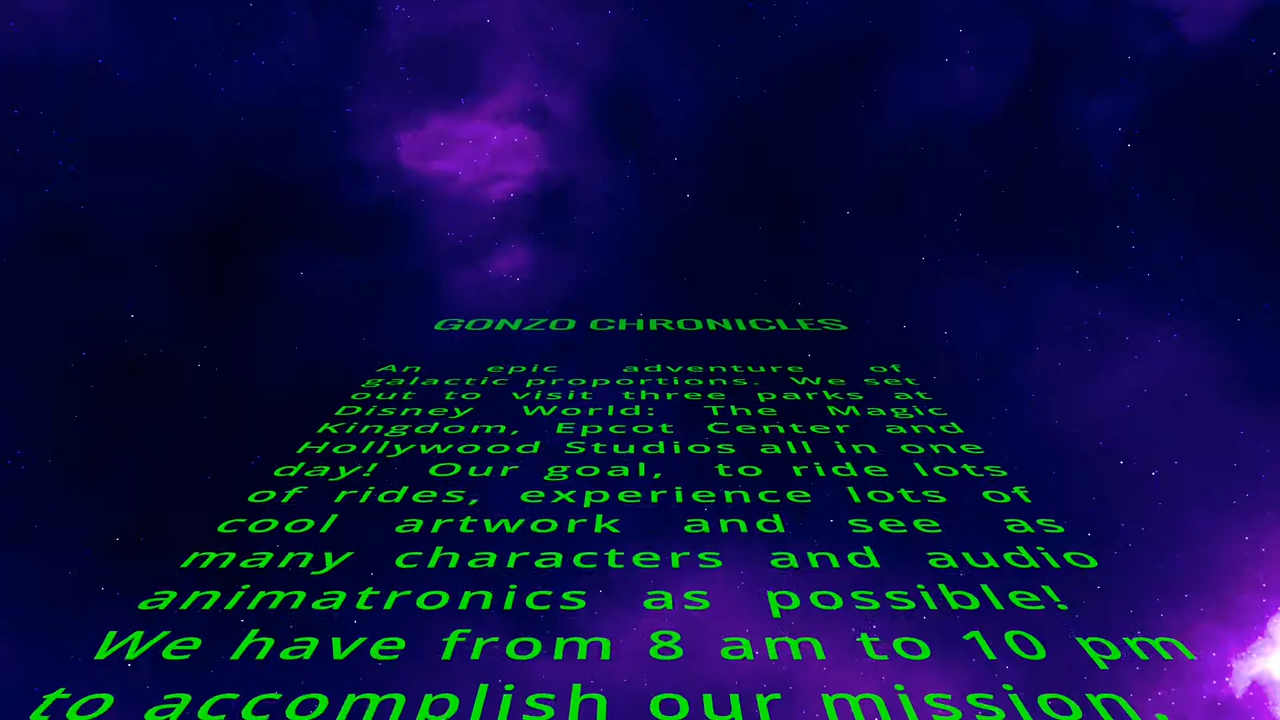 GONZO CHRONICLES
An epic adventure of
galactic proportions. We set
out to visit three parks at
Disney World: The Magic
Kingdom, Epcot Center and
Hollywood Studios all in one
day! Our goal, to ride lots
of rides, experience lots of
cool artwork and see as
many characters and audio
animatronics as possible!
We have from 8 am to 10 pm
to accomplish our mission.